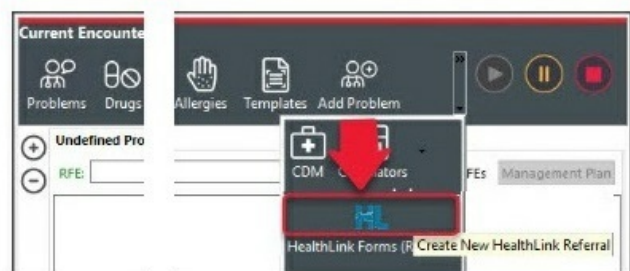 Current Encounte
Problems Drugs Allergies Templates Add Problem
Undefined Pro
RFE:
CDM
FEs Management Plan
HL
HealthLink Forms (R
Create New HealthLink Referral